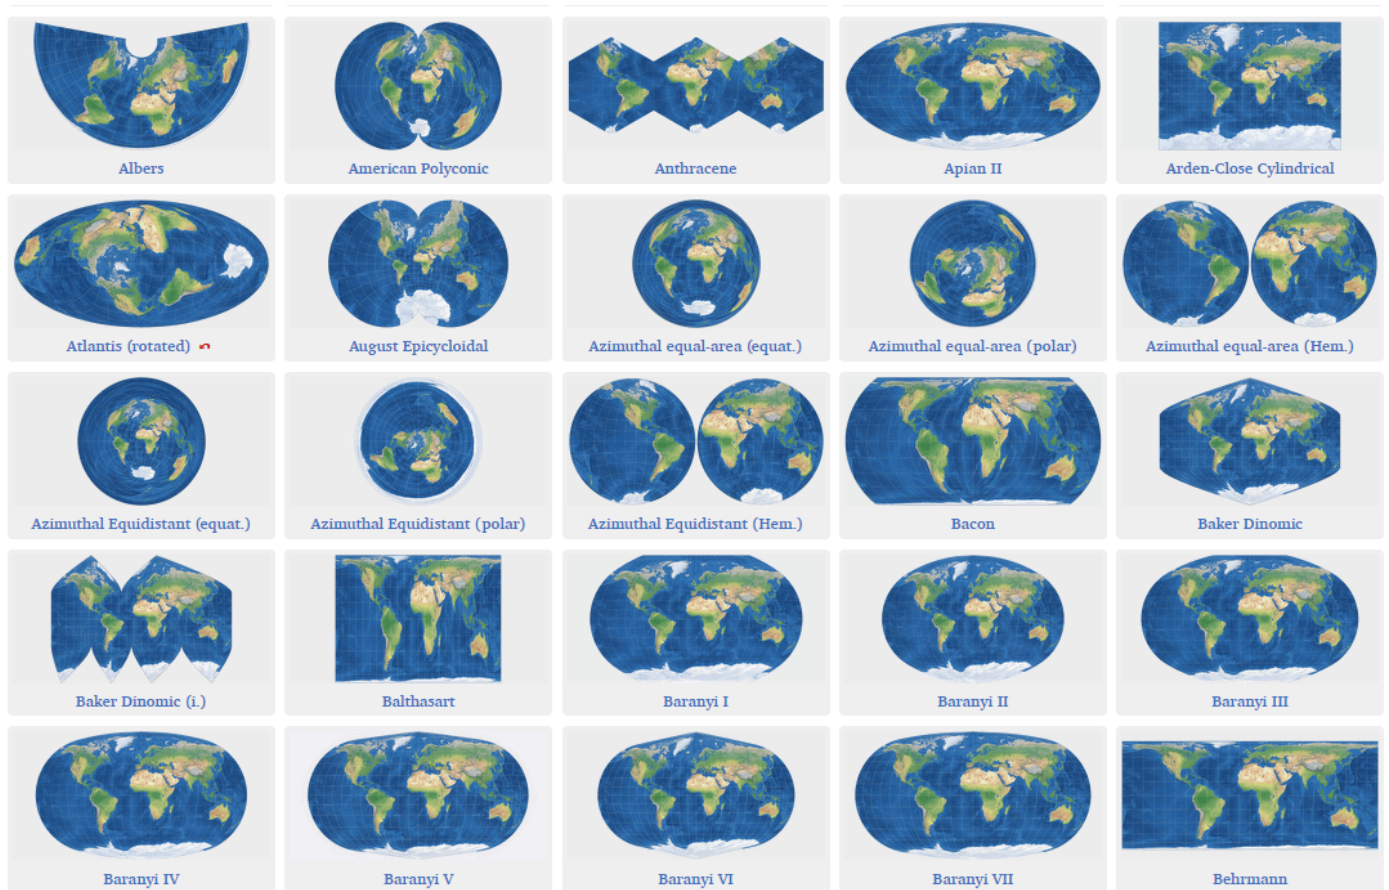 Albers
American Polyconic
Anthracene
Apian II
Arden-Close Cylindrical
Atlantis (rotated)
August Epicycloidal
Azimuthal equal-area (equat.)
Azimuthal equal-area (polar)
Azimuthal equal-area (Hem.)
Azimuthal Equidistant (equat.)
Azimuthal Equidistant (polar)
Azimuthal Equidistant (Hem.)
Bacon
Baker Dinomic
Baker Dinomic (i.)
Balthasart
Baranyi I
Baranyi II
Baranyi III
Baranyi IV
Baranyi V
Baranyi VI
Baranyi VII
Behrmann